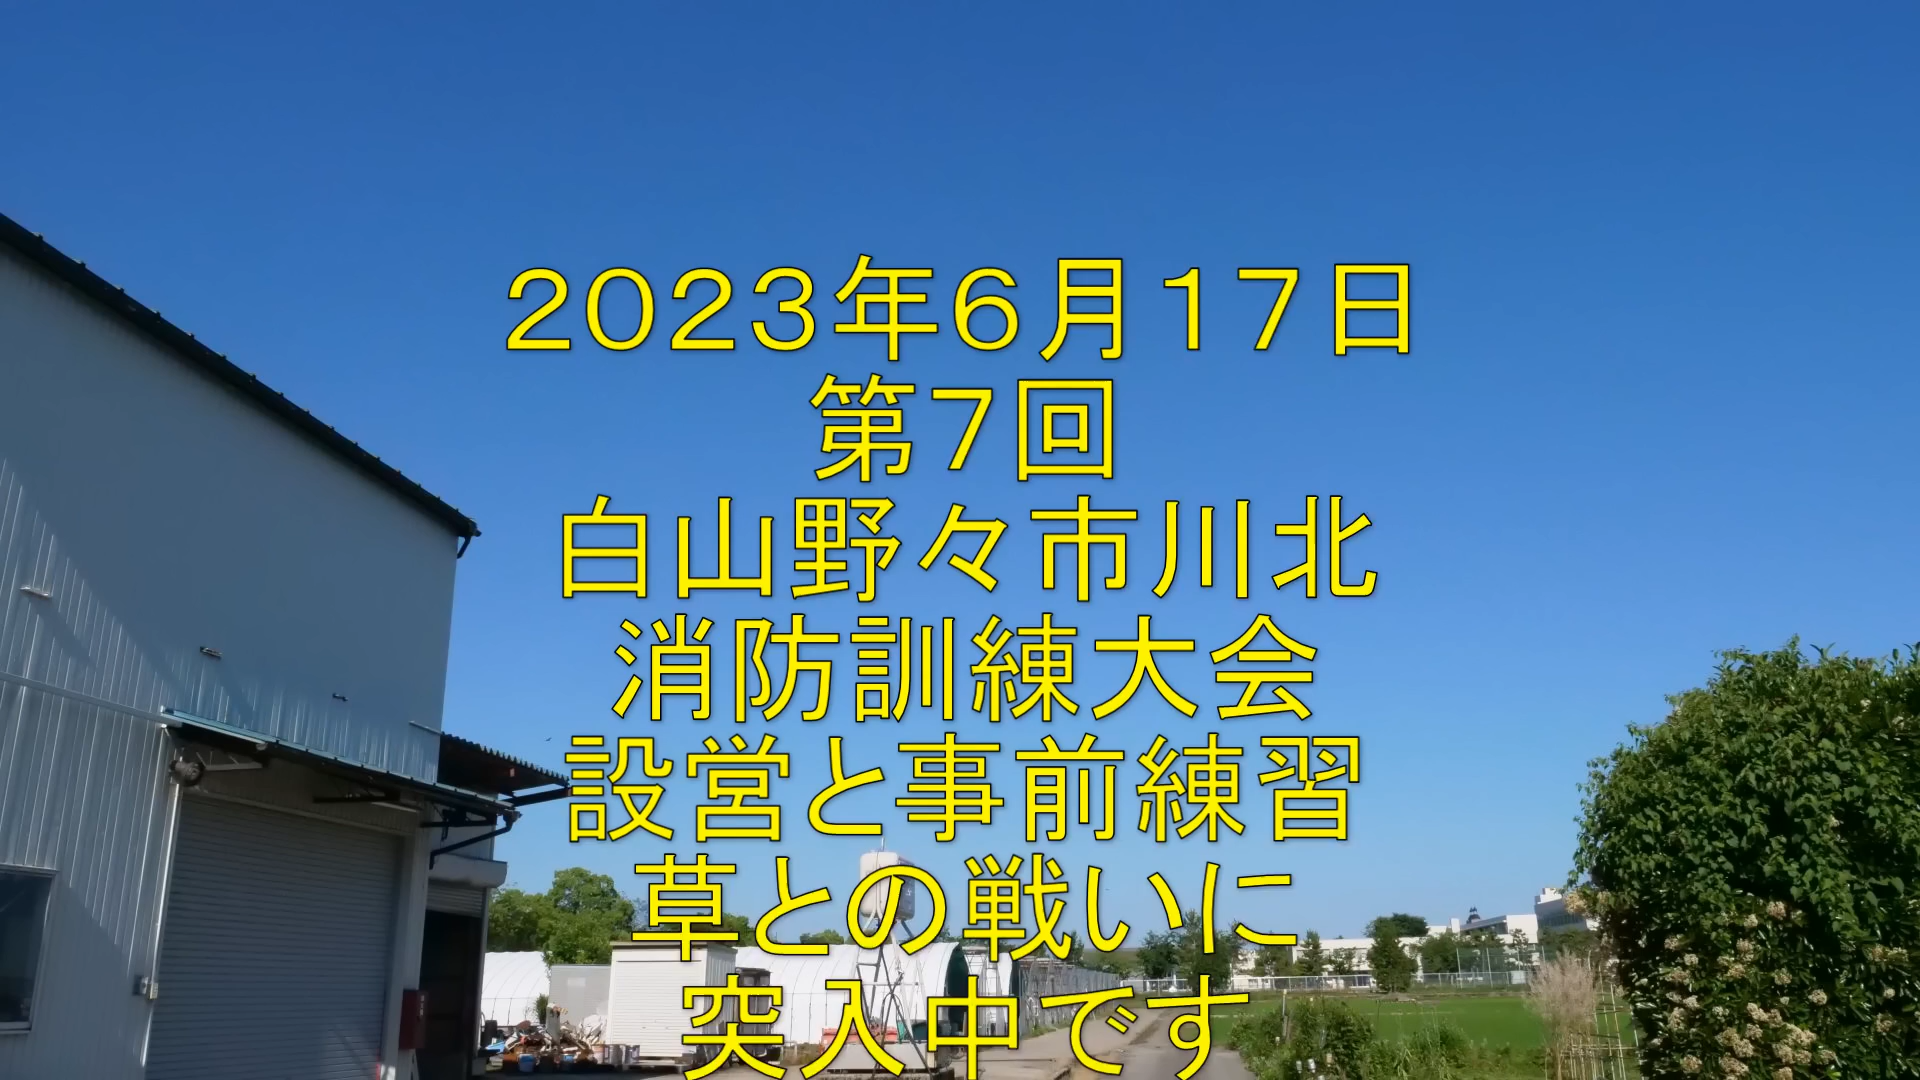 ２０２３年６月１７日
第７回
白山野々市川北
消防訓練大会
設営と事前練習
草との戦いに
突入中です